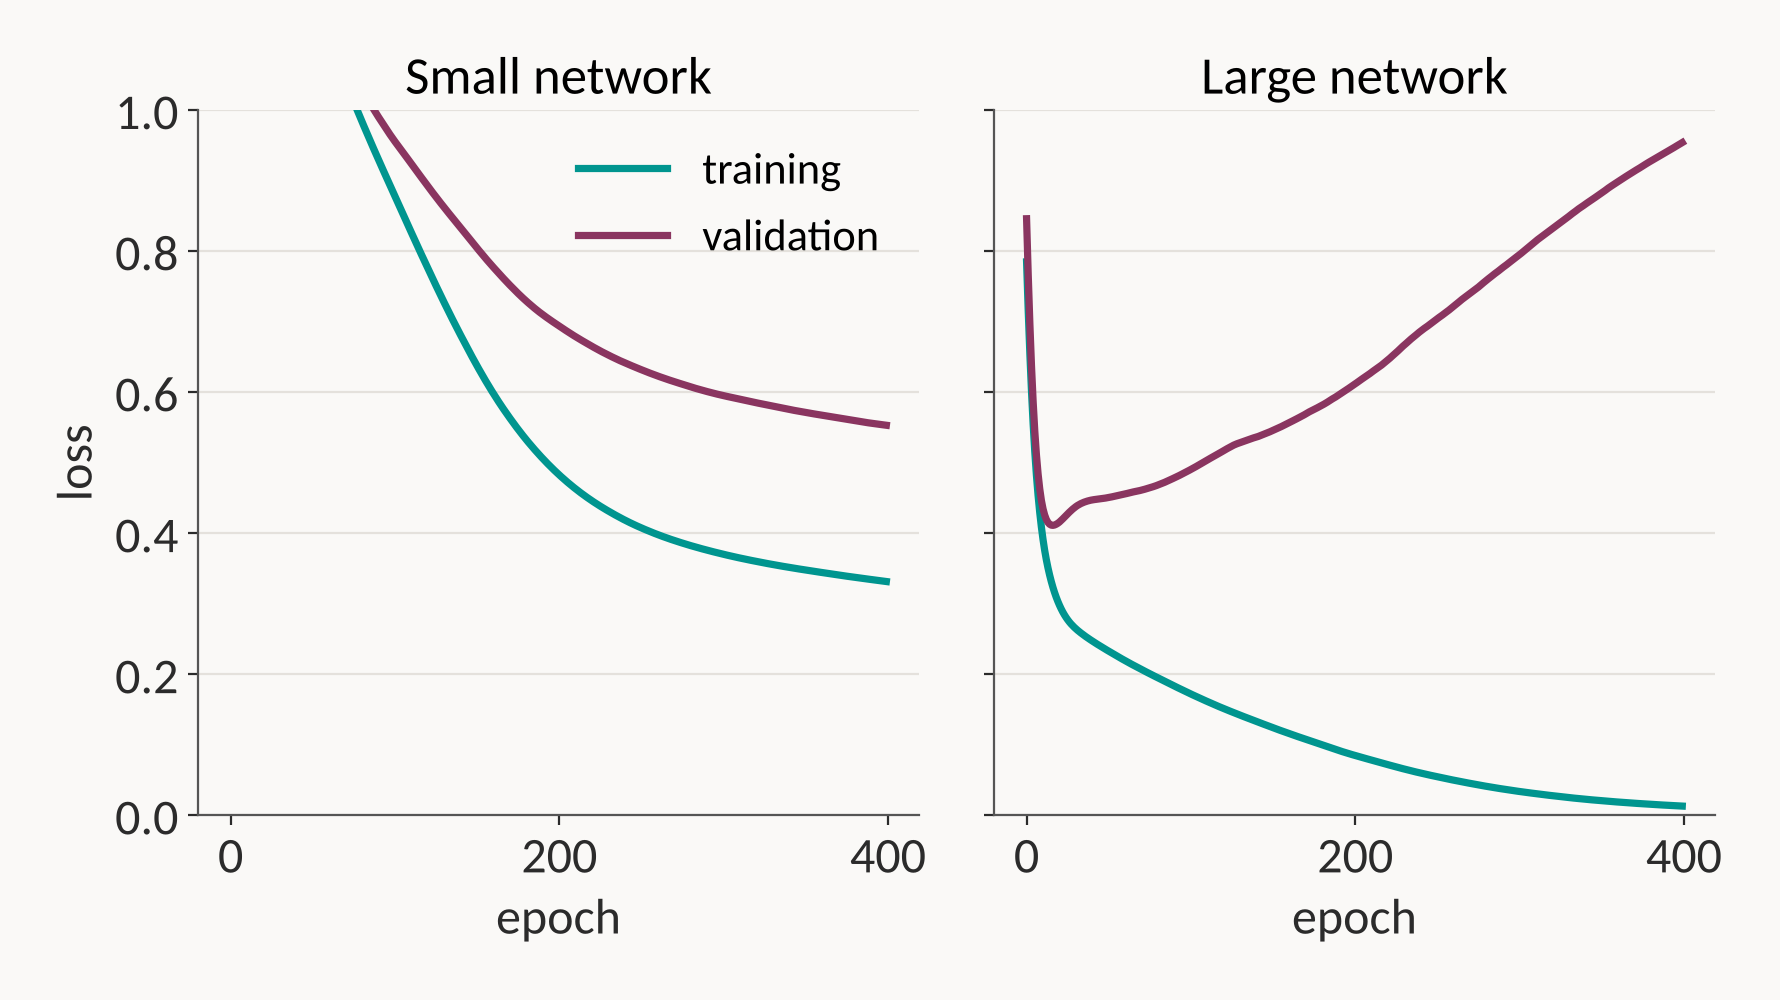 Small network
Large network
1.0
0.8
0.6
0.4
0.2
0.0
loss
training
validation
0 200 400
0 200 400
epoch
epoch